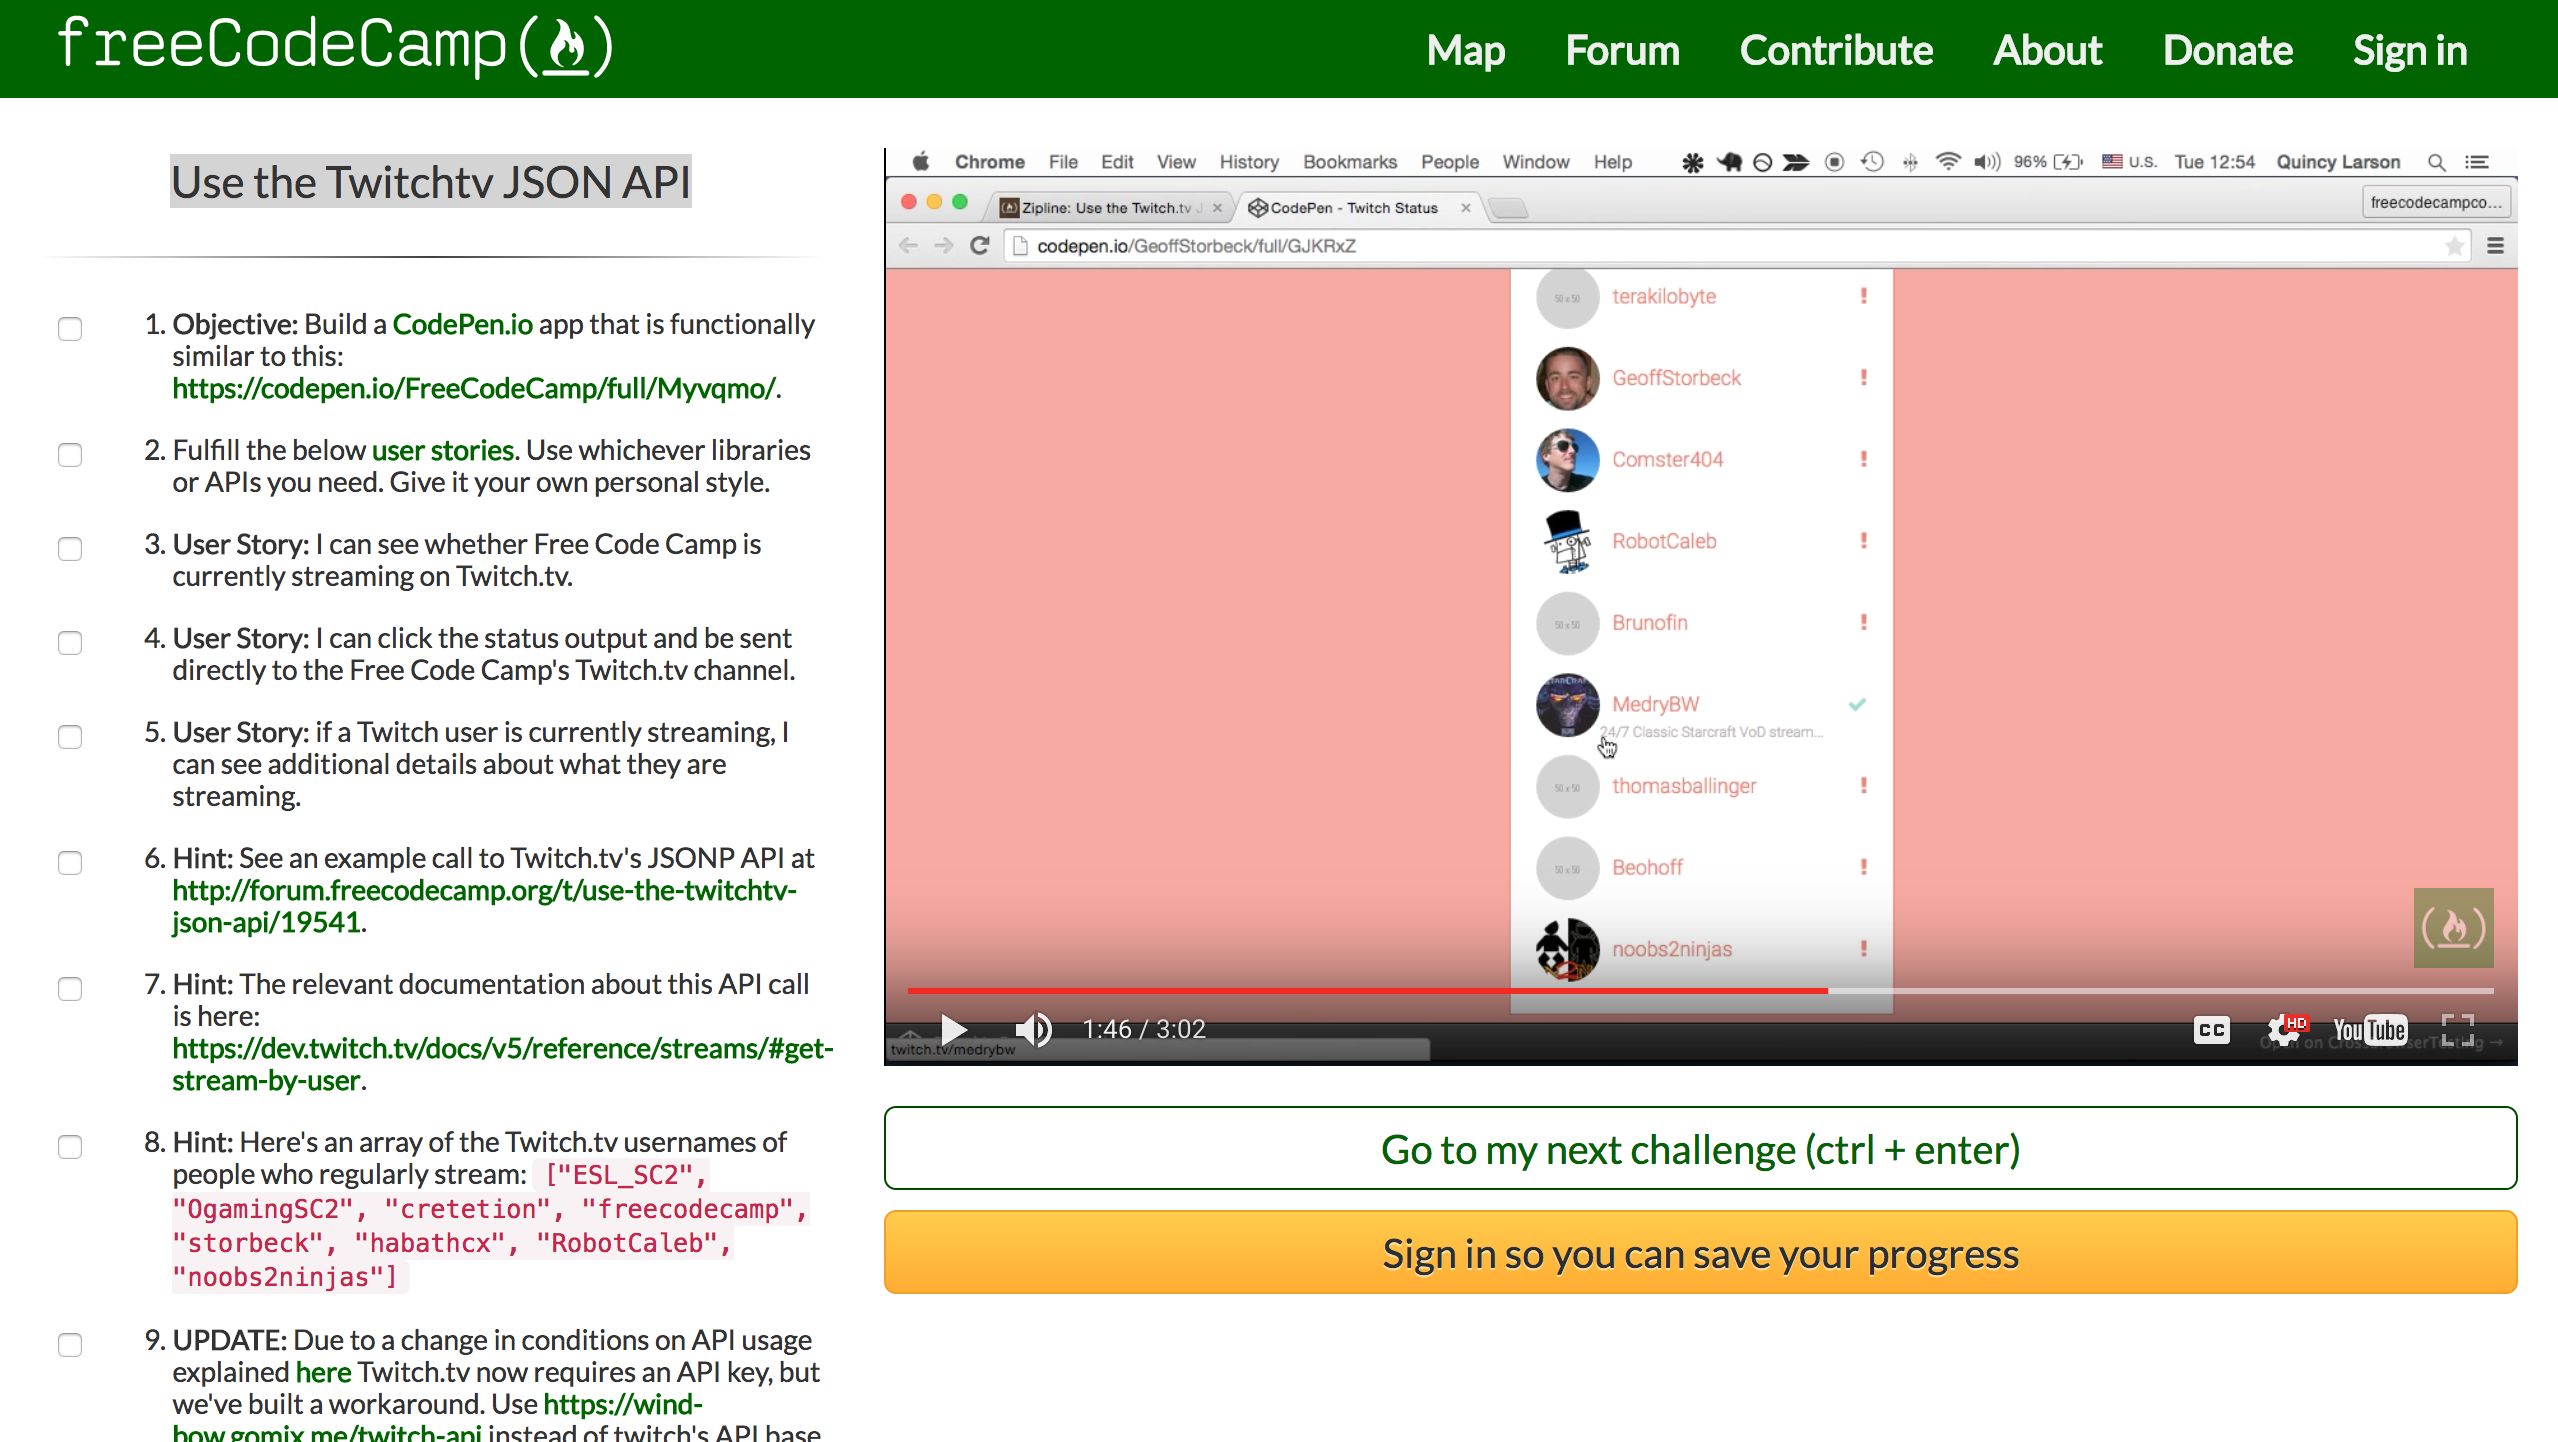 freeCodeCamp
Map Forum Contribute About Donate Sign in
Use the Twitchtv JSON API
1. Objective: Build a CodePen.io app that is functionally
similar to this:
https://codepen.io/FreeCodeCamp/full/Myvqmo/.
2. Fulfill the below user stories. Use whichever libraries
or APIs you need. Give it your own personal style.
3. User Story: I can see whether Free Code Camp is
currently streaming on Twitch.tv.
4. User Story: I can click the status output and be sent
directly to the Free Code Camp's Twitch.tv channel.
5. User Story: if a Twitch user is currently streaming, I
can see additional details about what they are
streaming.
6. Hint: See an example call to Twitch.tv's JSONP API at
http://forum.freecodecamp.org/t/use-the-twitchtv-
json-api/19541.
7. Hint: The relevant documentation about this API call
is here:
https://dev.twitch.tv/docs/v5/reference/streams/#get-
stream-by-user.
8. Hint: Here's an array of the Twitch.tv usernames of
people who regularly stream: ["ESL_SC2",
"OgamingSC2", "cretetion", "freecodecamp",
"storbeck", "habathcx", "RobotCaleb",
"noobs2ninjas"]
9. UPDATE: Due to a change in conditions on API usage
explained here Twitch.tv now requires an API key, but
we've built a workaround. Use https://wind-
bow.gomix.me/twitch-api instead of twitch's API base
Chrome File Edit View History Bookmarks People Window Help 96% U.S. Tue 12:54 Quincy Larson
Zipline: Use the Twitch.tv J CodePen - Twitch Status freecodecampco...
codepen.io/GeoffStorbeck/full/GJKRxZ
50 x 50 terakilobyte !
GeoffStorbeck !
Comster404 !
RobotCaleb !
50 x 50 Brunofin !
MedryBW
24/7 Classic Starcraft VoD stream...
50 x 50 thomasballinger !
50 x 50 Beohoff !
noobs2ninjas !
1:46 / 3:02 CC HD YouTube
twitch.tv/medrybw
Go to my next challenge (ctrl + enter)
Sign in so you can save your progress